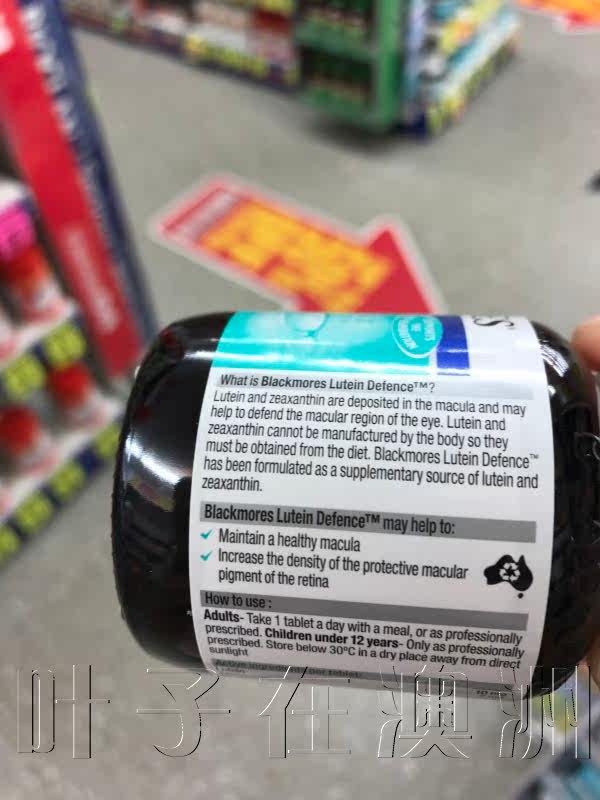 What is Blackmores Lutein Defence™?
Lutein and zeaxanthin are deposited in the macula and may
help to defend the macular region of the eye. Lutein and
zeaxanthin cannot be manufactured by the body so they
must be obtained from the diet. Blackmores Lutein Defence™
has been formulated as a supplementary source of lutein and
zeaxanthin.
Blackmores Lutein Defence™ may help to:
Maintain a healthy macula
Increase the density of the protective macular
pigment of the retina
How to use :
Adults- Take 1 tablet a day with a meal, or as professionally
prescribed. Children under 12 years- Only as professionally
prescribed. Store below 30°C in a dry place away from direct
sunlight
Active ingredient per tablet:
叶子在澳洲